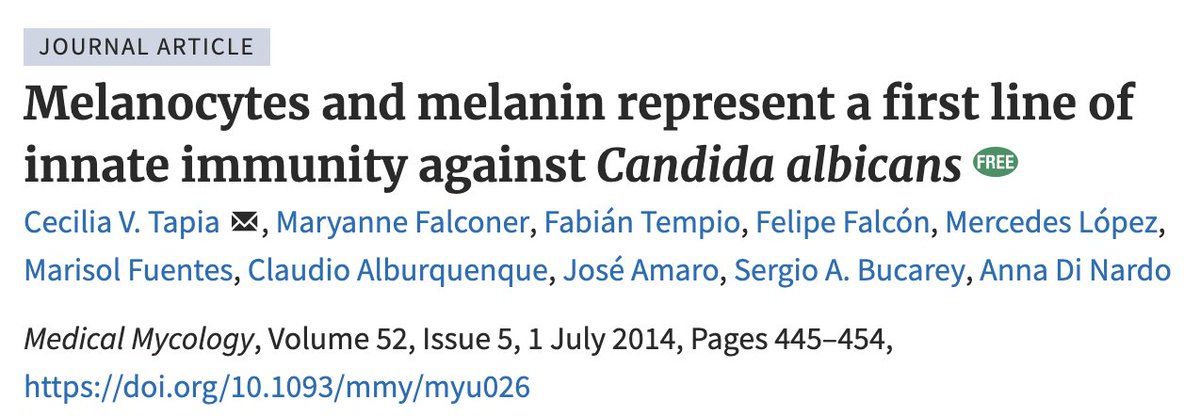 JOURNAL ARTICLE
Melanocytes and melanin represent a first line of
innate immunity against Candida albicans FREE
Cecilia V. Tapia, Maryanne Falconer, Fabián Tempio, Felipe Falcón, Mercedes López,
Marisol Fuentes, Claudio Alburquenque, José Amaro, Sergio A. Bucarey, Anna Di Nardo
Medical Mycology, Volume 52, Issue 5, 1 July 2014, Pages 445–454,
https://doi.org/10.1093/mmy/myu026